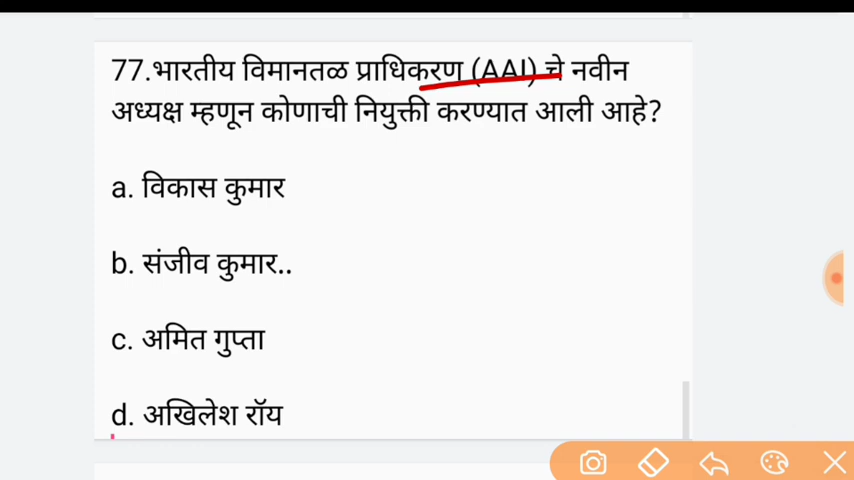 77.भारतीय विमानतळ प्राधिकरण (AAI) चे नवीन
अध्यक्ष म्हणून कोणाची नियुक्ती करण्यात आली आहे?
a. विकास कुमार
b. संजीव कुमार..
c. अमित गुप्ता
d. अखिलेश रॉय